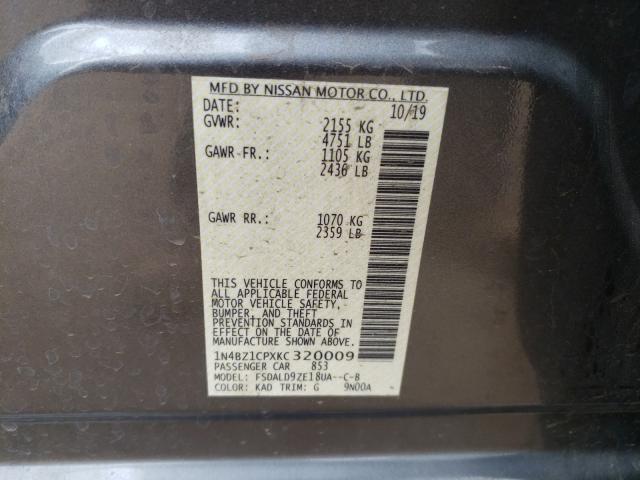 MFD BY NISSAN MOTOR CO., LTD.
DATE: 10/19
GVWR: 2155 KG
4751 LB
GAWR FR.: 1105 KG
2436 LB
GAWR RR.: 1070 KG
2359 LB
THIS VEHICLE CONFORMS TO
ALL APPLICABLE FEDERAL
MOTOR VEHICLE SAFETY,
BUMPER, AND THEFT
PREVENTION STANDARDS IN
EFFECT ON THE DATE OF
MANUFACTURE SHOWN ABOVE.
1N4BZ1CPXKC320009
PASSENGER CAR 853
MODEL: FSDALD9ZE18UA--C-B
COLOR: KAD TRIM: G 9N00A